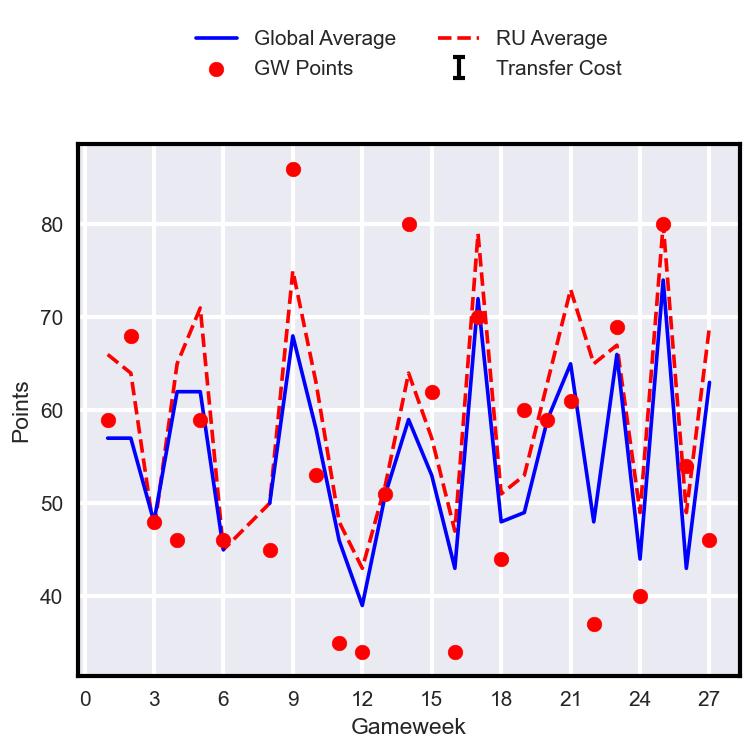 Global Average
RU Average
GW Points
Transfer Cost
80
70
60
50
40
Points
0 3 6 9 12 15 18 21 24 27
Gameweek